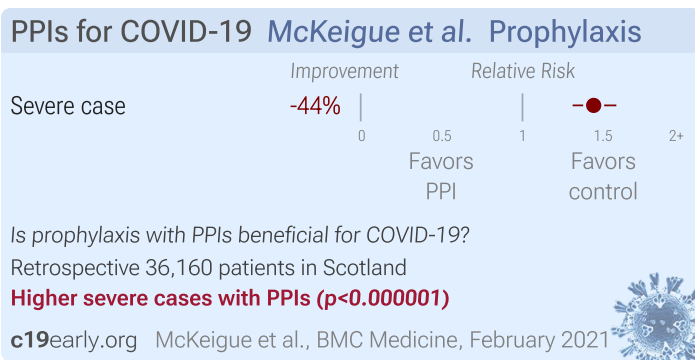 PPIs for COVID-19 McKeigue et al. Prophylaxis
Improvement Relative Risk
Severe case -44%
0 0.5 1 1.5 2+
Favors PPI Favors control
Is prophylaxis with PPIs beneficial for COVID-19?
Retrospective 36,160 patients in Scotland
Higher severe cases with PPIs (p<0.000001)
c19early.org McKeigue et al., BMC Medicine, February 2021